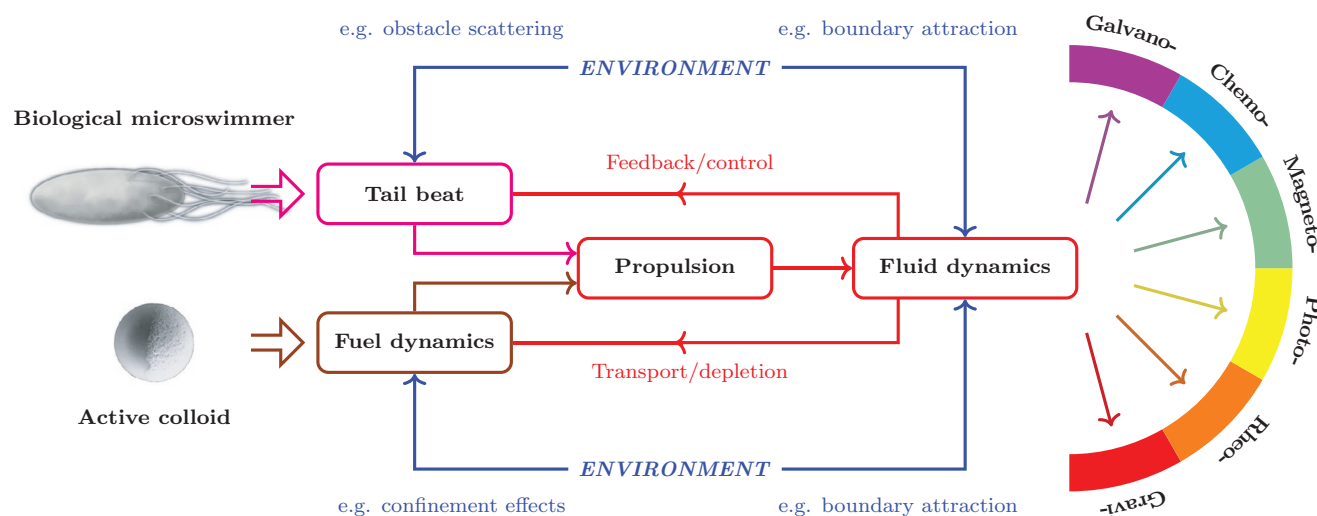 e.g. obstacle scattering
e.g. boundary attraction
ENVIRONMENT
Biological microswimmer
Feedback/control
Tail beat
Propulsion
Fluid dynamics
Fuel dynamics
Transport/depletion
Active colloid
ENVIRONMENT
e.g. confinement effects
e.g. boundary attraction
Galvano-
Chemo-
Magneto-
Photo-
Rheo-
Gravi-